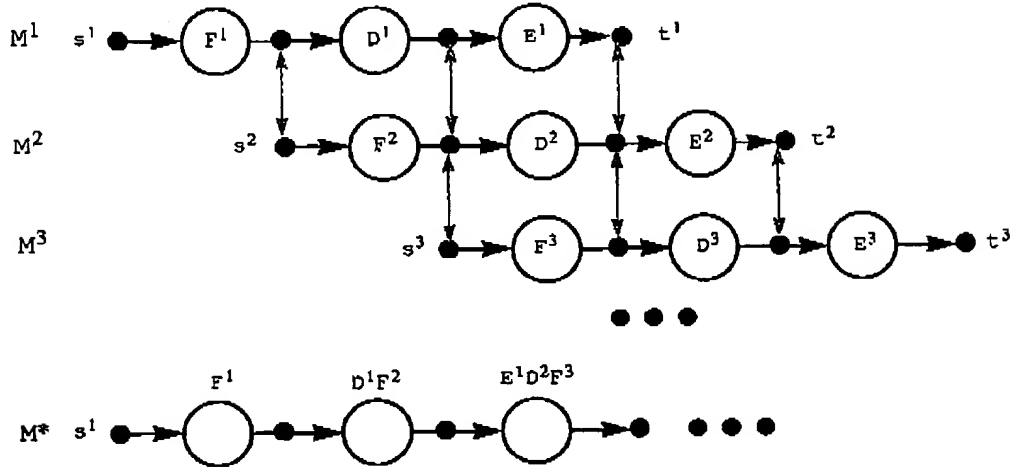 M¹ s¹ F¹ D¹ E¹ t¹
M² s² F² D² E² t²
M³ s³ F³ D³ E³ t³
F¹ D¹F² E¹D²F³
M* s¹